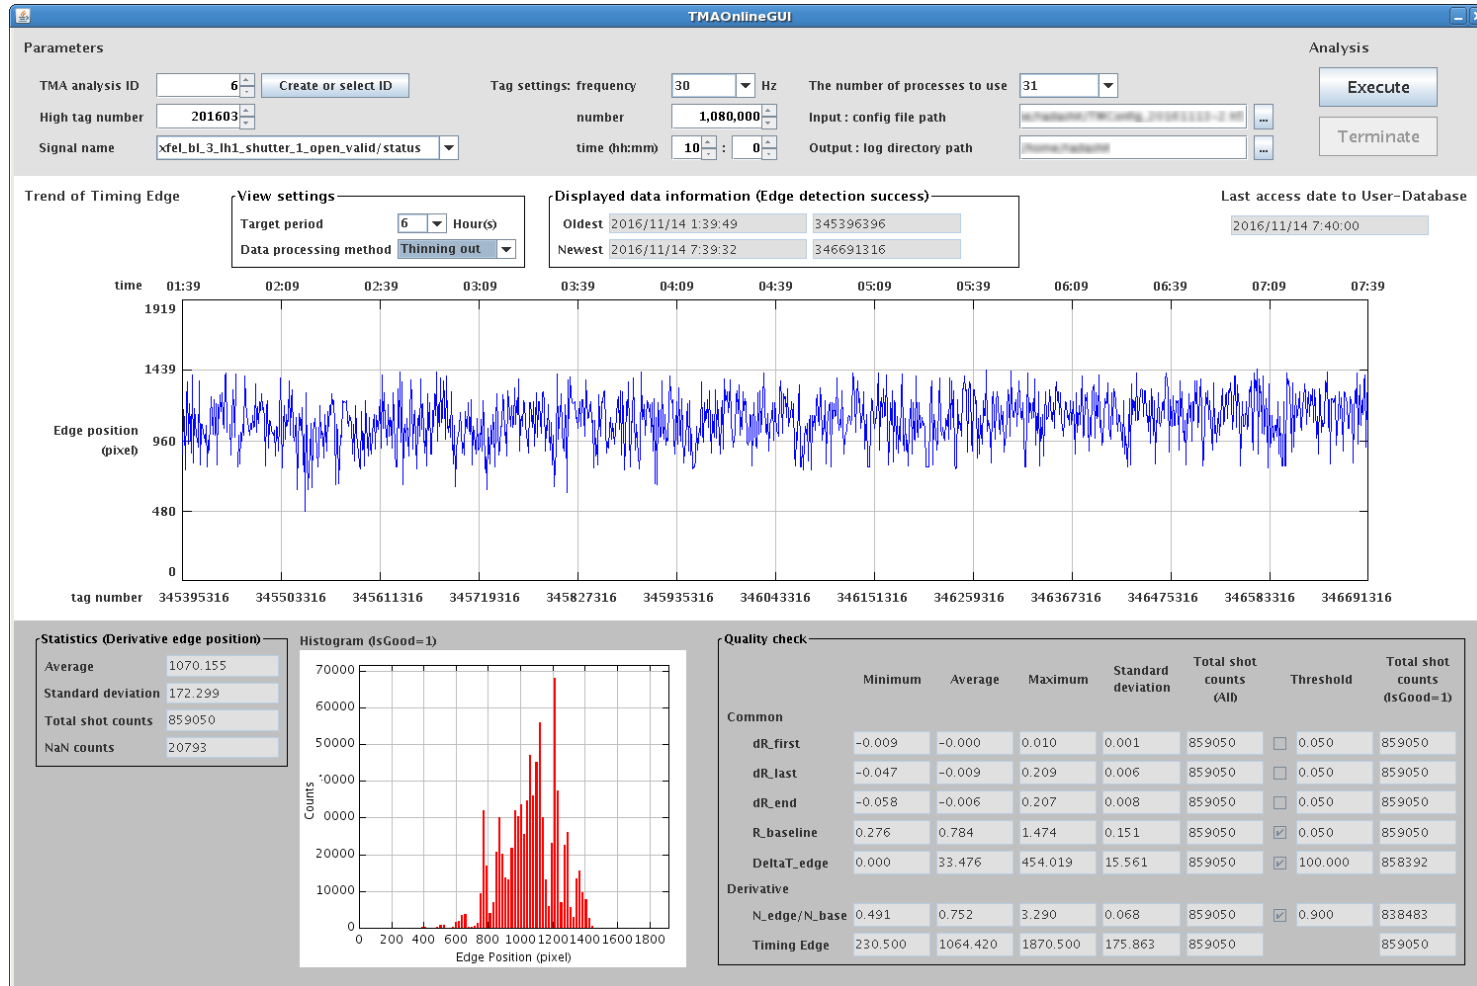 TMAOnlineGUI
Parameters
Analysis
TMA analysis ID 6 Create or select ID Tag settings: frequency 30 Hz The number of processes to use 31 Execute
High tag number 201603 number 1,080,000 Input : config file path ...
Signal name xfel_bl_3_lh1_shutter_1_open_valid/status time (hh:mm) 10 : 0 Output : log directory path ... Terminate
Trend of Timing Edge
View settings
Target period 6 Hour(s)
Data processing method Thinning out
Displayed data information (Edge detection success)
Oldest 2016/11/14 1:39:49 345396396
Newest 2016/11/14 7:39:32 346691316
Last access date to User-Database
2016/11/14 7:40:00
time 01:39 02:09 02:39 03:09 03:39 04:09 04:39 05:09 05:39 06:09 06:39 07:09 07:39
1919
1439
Edge position
(pixel)
960
480
0
tag number 345395316 345503316 345611316 345719316 345827316 345935316 346043316 346151316 346259316 346367316 346475316 346583316 346691316
Statistics (Derivative edge position)
Average 1070.155
Standard deviation 172.299
Total shot counts 859050
NaN counts 20793
Histogram (IsGood=1)
70000
60000
50000
20000
10000
0
Counts
0 200 400 600 800 1000 1200 1400 1600 1800
Edge Position (pixel)
Quality check
Minimum Average Maximum Standard deviation Total shot counts (All) Threshold Total shot counts (IsGood=1)
Common
dR_first -0.009 -0.000 0.010 0.001 859050 0.050 859050
dR_last -0.047 -0.009 0.209 0.006 859050 0.050 859050
dR_end -0.058 -0.006 0.207 0.008 859050 0.050 859050
R_baseline 0.276 0.784 1.474 0.151 859050 0.050 859050
DeltaT_edge 0.000 33.476 454.019 15.561 859050 100.000 858392
Derivative
N_edge/N_base 0.491 0.752 3.290 0.068 859050 0.900 838483
Timing Edge 230.500 1064.420 1870.500 175.863 859050 859050